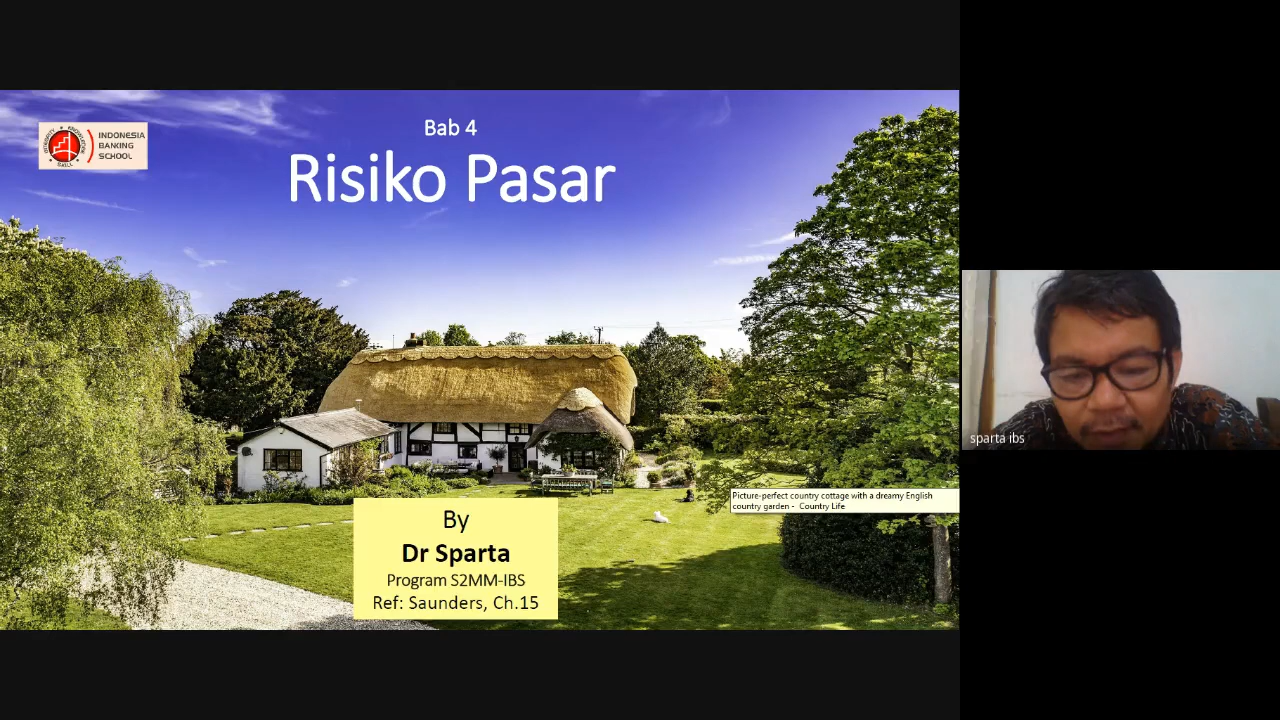 Bab 4
Risiko Pasar
INDONESIA
BANKING
SCHOOL
By
Dr Sparta
Program S2MM-IBS
Ref: Saunders, Ch.15
Picture-perfect country cottage with a dreamy English
country garden - Country Life
sparta ibs